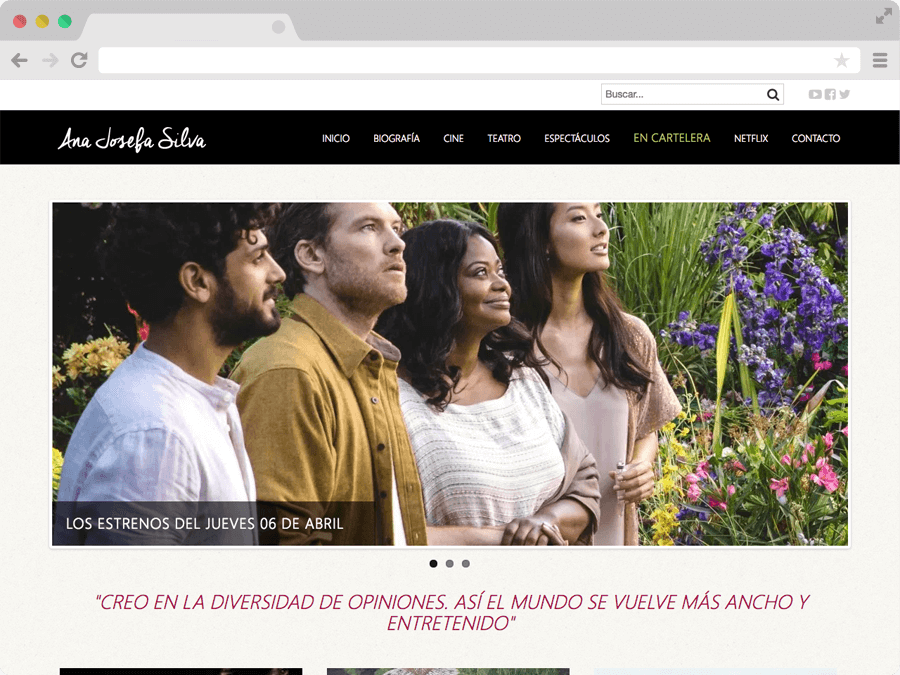 Buscar...
Ana Josefa Silva
INICIO BIOGRAFÍA CINE TEATRO ESPECTÁCULOS EN CARTELERA NETFLIX CONTACTO
LOS ESTRENOS DEL JUEVES 06 DE ABRIL
"CREO EN LA DIVERSIDAD DE OPINIONES. ASÍ EL MUNDO SE VUELVE MÁS ANCHO Y
ENTRETENIDO"